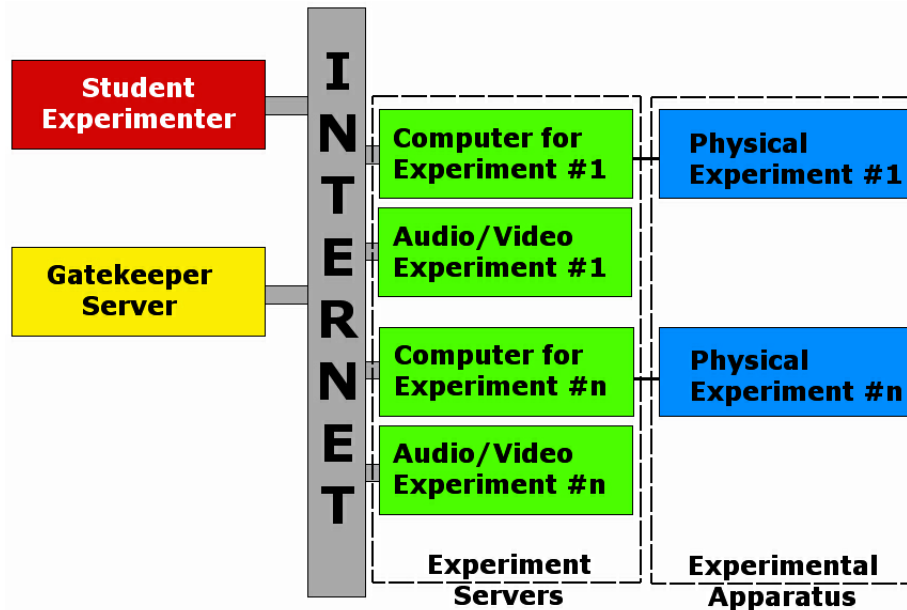 Student
Experimenter
Gatekeeper
Server
INTERNET
Computer for
Experiment #1
Audio/Video
Experiment #1
Computer for
Experiment #n
Audio/Video
Experiment #n
Experiment
Servers
Physical
Experiment #1
Physical
Experiment #n
Experimental
Apparatus